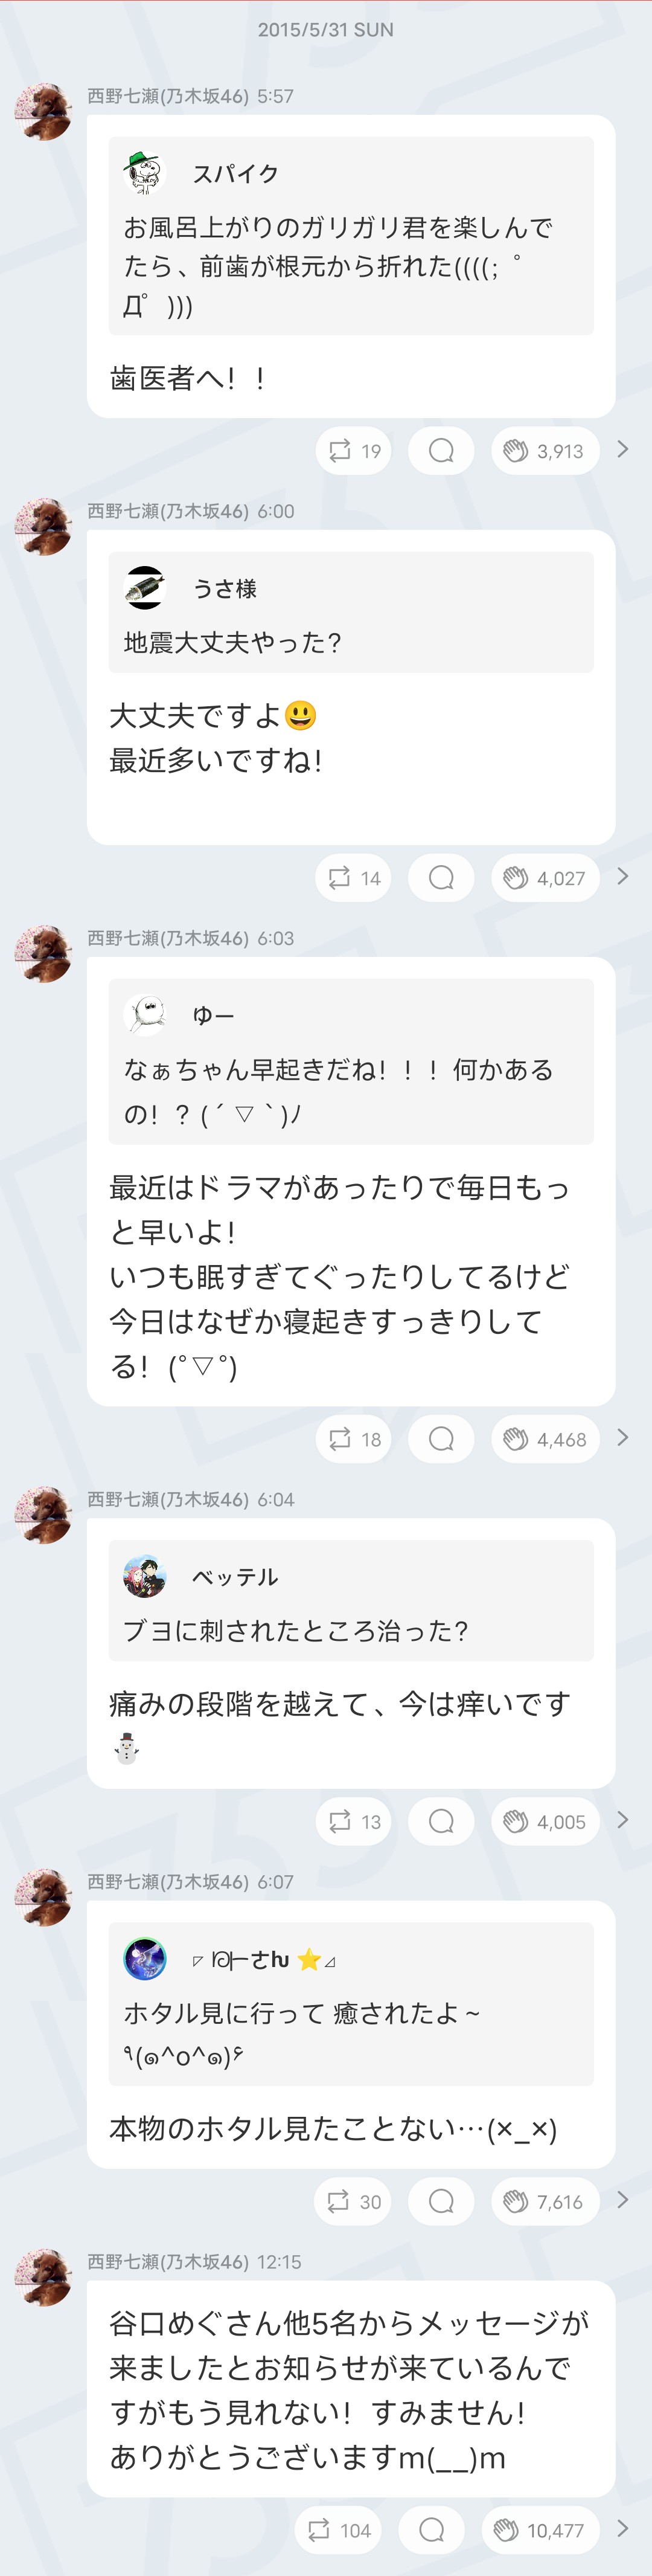 2015/5/31 SUN
西野七瀬(乃木坂46) 5:57
スパイク
お風呂上がりのガリガリ君を楽しんで
たら、前歯が根元から折れた((((;゜
Д゜)))
歯医者へ！！
19 3,913
西野七瀬(乃木坂46) 6:00
うさ様
地震大丈夫やった？
大丈夫ですよ😃
最近多いですね！
14 4,027
西野七瀬(乃木坂46) 6:03
ゆー
なぁちゃん早起きだね！！！何かある
の！？(´▽｀)ﾉ
最近はドラマがあったりで毎日もっ
と早いよ！
いつも眠すぎてぐったりしてるけど
今日はなぜか寝起きすっきりして
る！(°▽°)
18 4,468
西野七瀬(乃木坂46) 6:04
ベッテル
ブヨに刺されたところ治った？
痛みの段階を越えて、今は痒いです
⛄
13 4,005
西野七瀬(乃木坂46) 6:07
ホタル見に行って 癒されたよ～
٩(๑^o^๑)۶
本物のホタル見たことない…(×_×)
30 7,616
西野七瀬(乃木坂46) 12:15
谷口めぐさん他5名からメッセージが
来ましたとお知らせが来ているんで
すがもう見れない！すみません！
ありがとうございますm(__)m
104 10,477